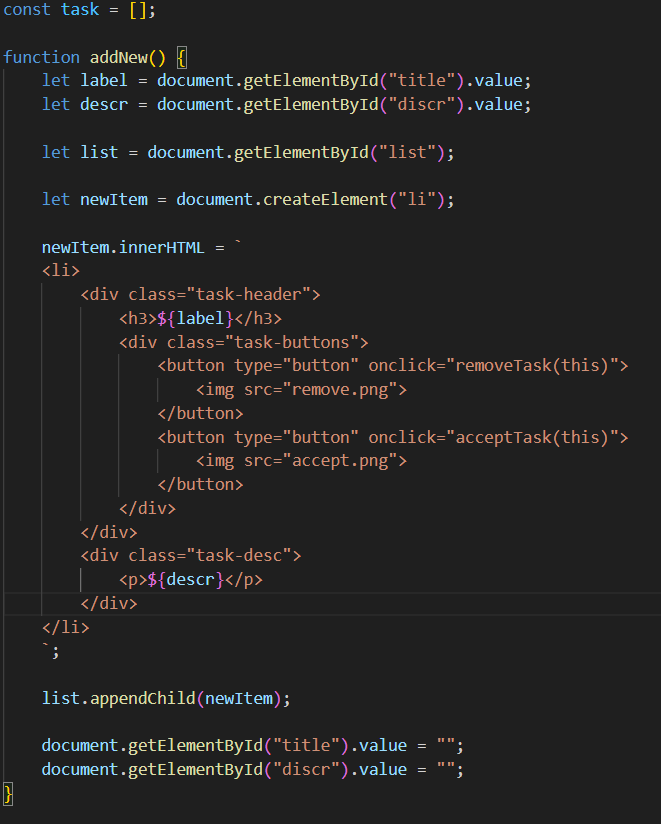 const task = [];
function addNew() {
let label = document.getElementById("title").value;
let descr = document.getElementById("discr").value;
let list = document.getElementById("list");
let newItem = document.createElement("li");
newItem.innerHTML = `
<li>
<div class="task-header">
<h3>${label}</h3>
<div class="task-buttons">
<button type="button" onclick="removeTask(this)">
<img src="remove.png">
</button>
<button type="button" onclick="acceptTask(this)">
<img src="accept.png">
</button>
</div>
</div>
<div class="task-desc">
<p>${descr}</p>
</div>
</li>
`;
list.appendChild(newItem);
document.getElementById("title").value = "";
document.getElementById("discr").value = "";
}